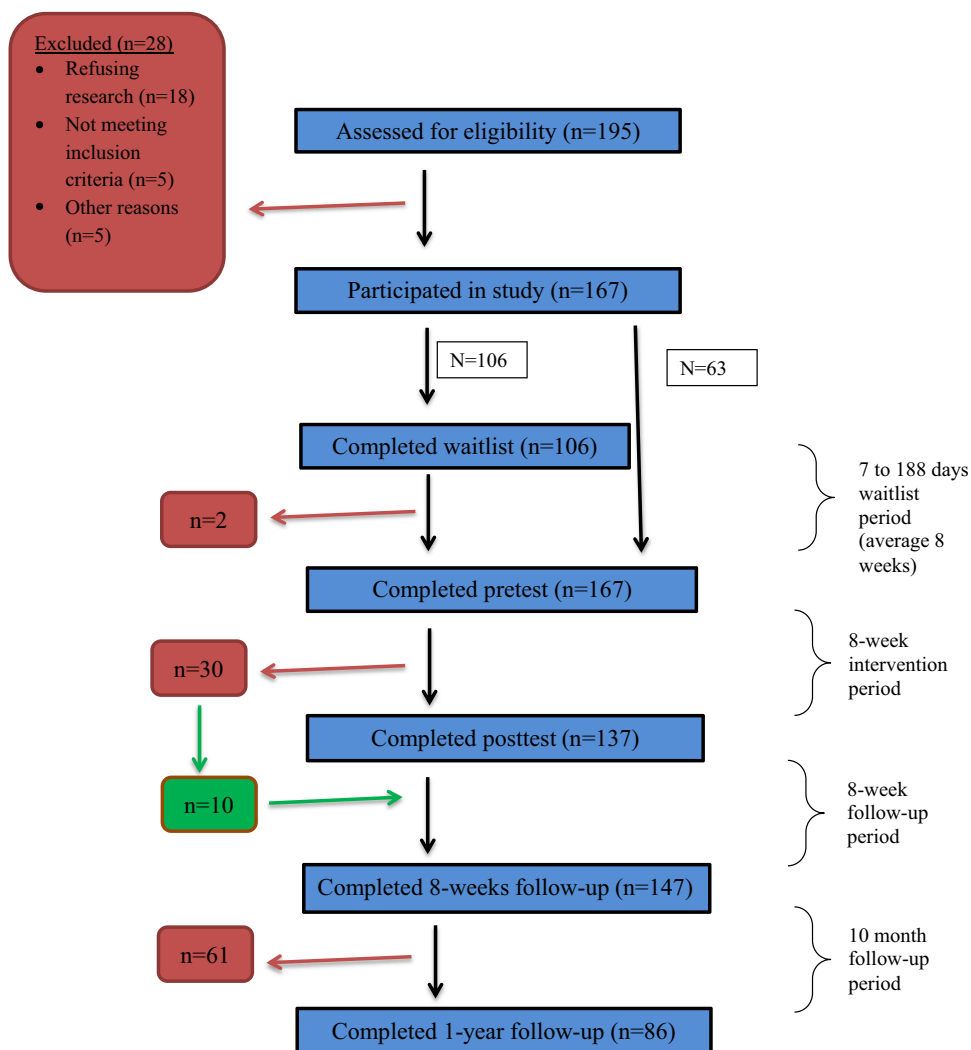 Excluded (n=28)
• Refusing
research (n=18)
• Not meeting
inclusion
criteria (n=5)
• Other reasons
(n=5)
Assessed for eligibility (n=195)
Participated in study (n=167)
N=106
N=63
Completed waitlist (n=106)
7 to 188 days
waitlist
period
(average 8
weeks)
n=2
Completed pretest (n=167)
8-week
intervention
period
n=30
Completed posttest (n=137)
8-week
follow-up
period
n=10
Completed 8-weeks follow-up (n=147)
10 month
follow-up
period
n=61
Completed 1-year follow-up (n=86)